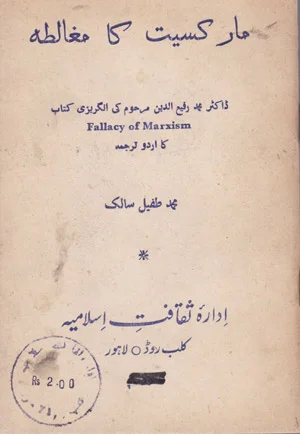 مارکسیت کا مغالطہ
ڈاکٹر محمد رفیع الدین مرحوم کی انگریزی کتاب
Fallacy of Marxism
کا اردو ترجمہ
محمد طفیل سالک
*
ادارۂ ثقافت اسلامیہ
کلب روڈ ○ لاہور
Rs 2.00